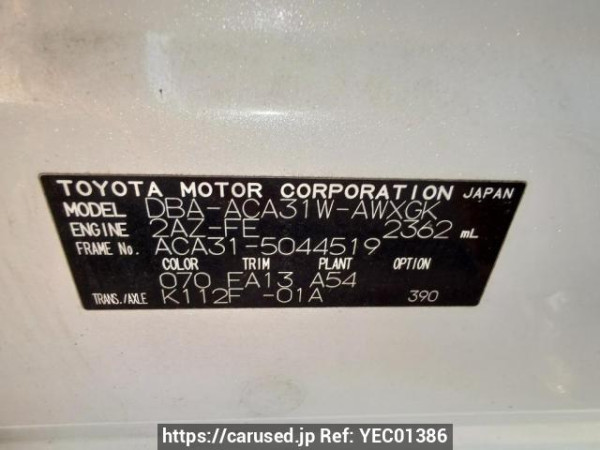 TOYOTA MOTOR CORPORATION JAPAN
MODEL DBA-ACA31W-AWXGK
ENGINE 2AZ-FE 2362 mL
FRAME No. ACA31-5044519
COLOR TRIM PLANT OPTION
070 FA13 A54
TRANS./AXLE K112F -01A 390
https://carused.jp Ref: YEC01386